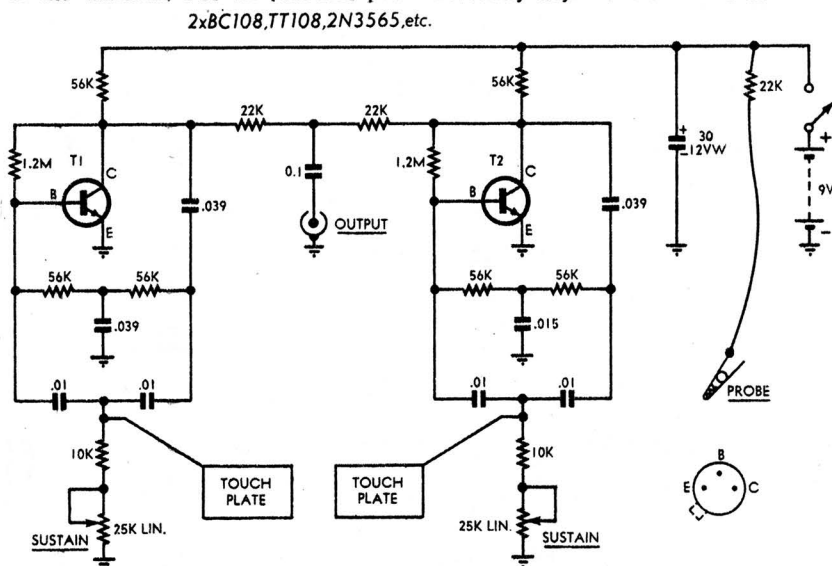 2xBC108,TT108,2N3565,etc.
56K
56K
22K
22K
22K
1.2M
T1
C
B
E
.039
0.1
OUTPUT
1.2M
T2
C
B
E
.039
+
30
-12VW
+
9V
-
56K
56K
.039
56K
56K
.015
.01
.01
.01
.01
PROBE
10K
TOUCH
PLATE
TOUCH
PLATE
10K
B
E
C
25K LIN.
SUSTAIN
25K LIN.
SUSTAIN